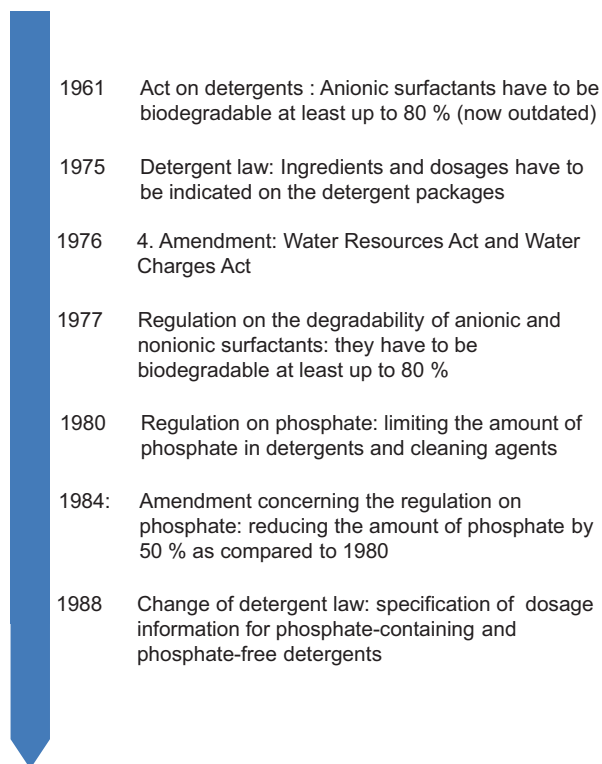 1961 Act on detergents : Anionic surfactants have to be
biodegradable at least up to 80 % (now outdated)
1975 Detergent law: Ingredients and dosages have to
be indicated on the detergent packages
1976 4. Amendment: Water Resources Act and Water
Charges Act
1977 Regulation on the degradability of anionic and
nonionic surfactants: they have to be
biodegradable at least up to 80 %
1980 Regulation on phosphate: limiting the amount of
phosphate in detergents and cleaning agents
1984: Amendment concerning the regulation on
phosphate: reducing the amount of phosphate by
50 % as compared to 1980
1988 Change of detergent law: specification of dosage
information for phosphate-containing and
phosphate-free detergents